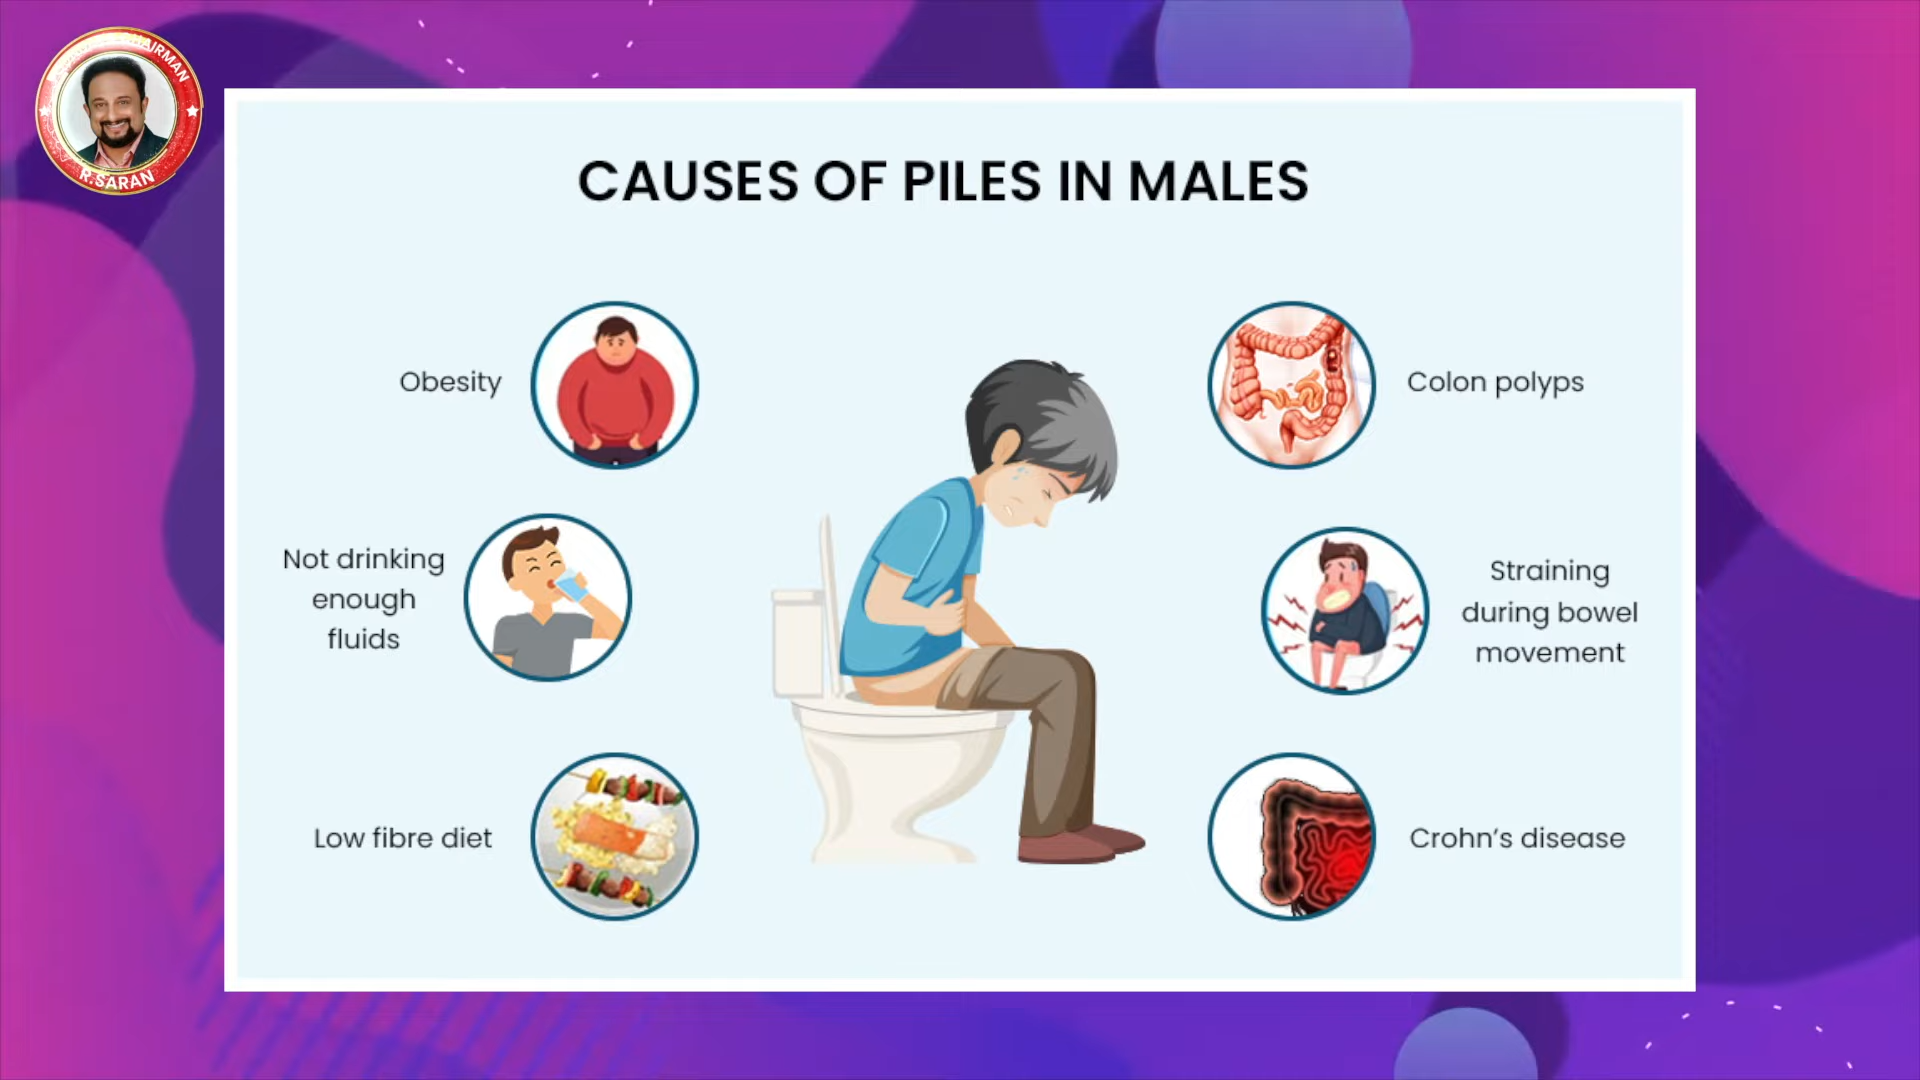 CHAIRMAN
R.SARAN
CAUSES OF PILES IN MALES
Obesity
Colon polyps
Not drinking
enough
fluids
Straining
during bowel
movement
Low fibre diet
Crohn’s disease